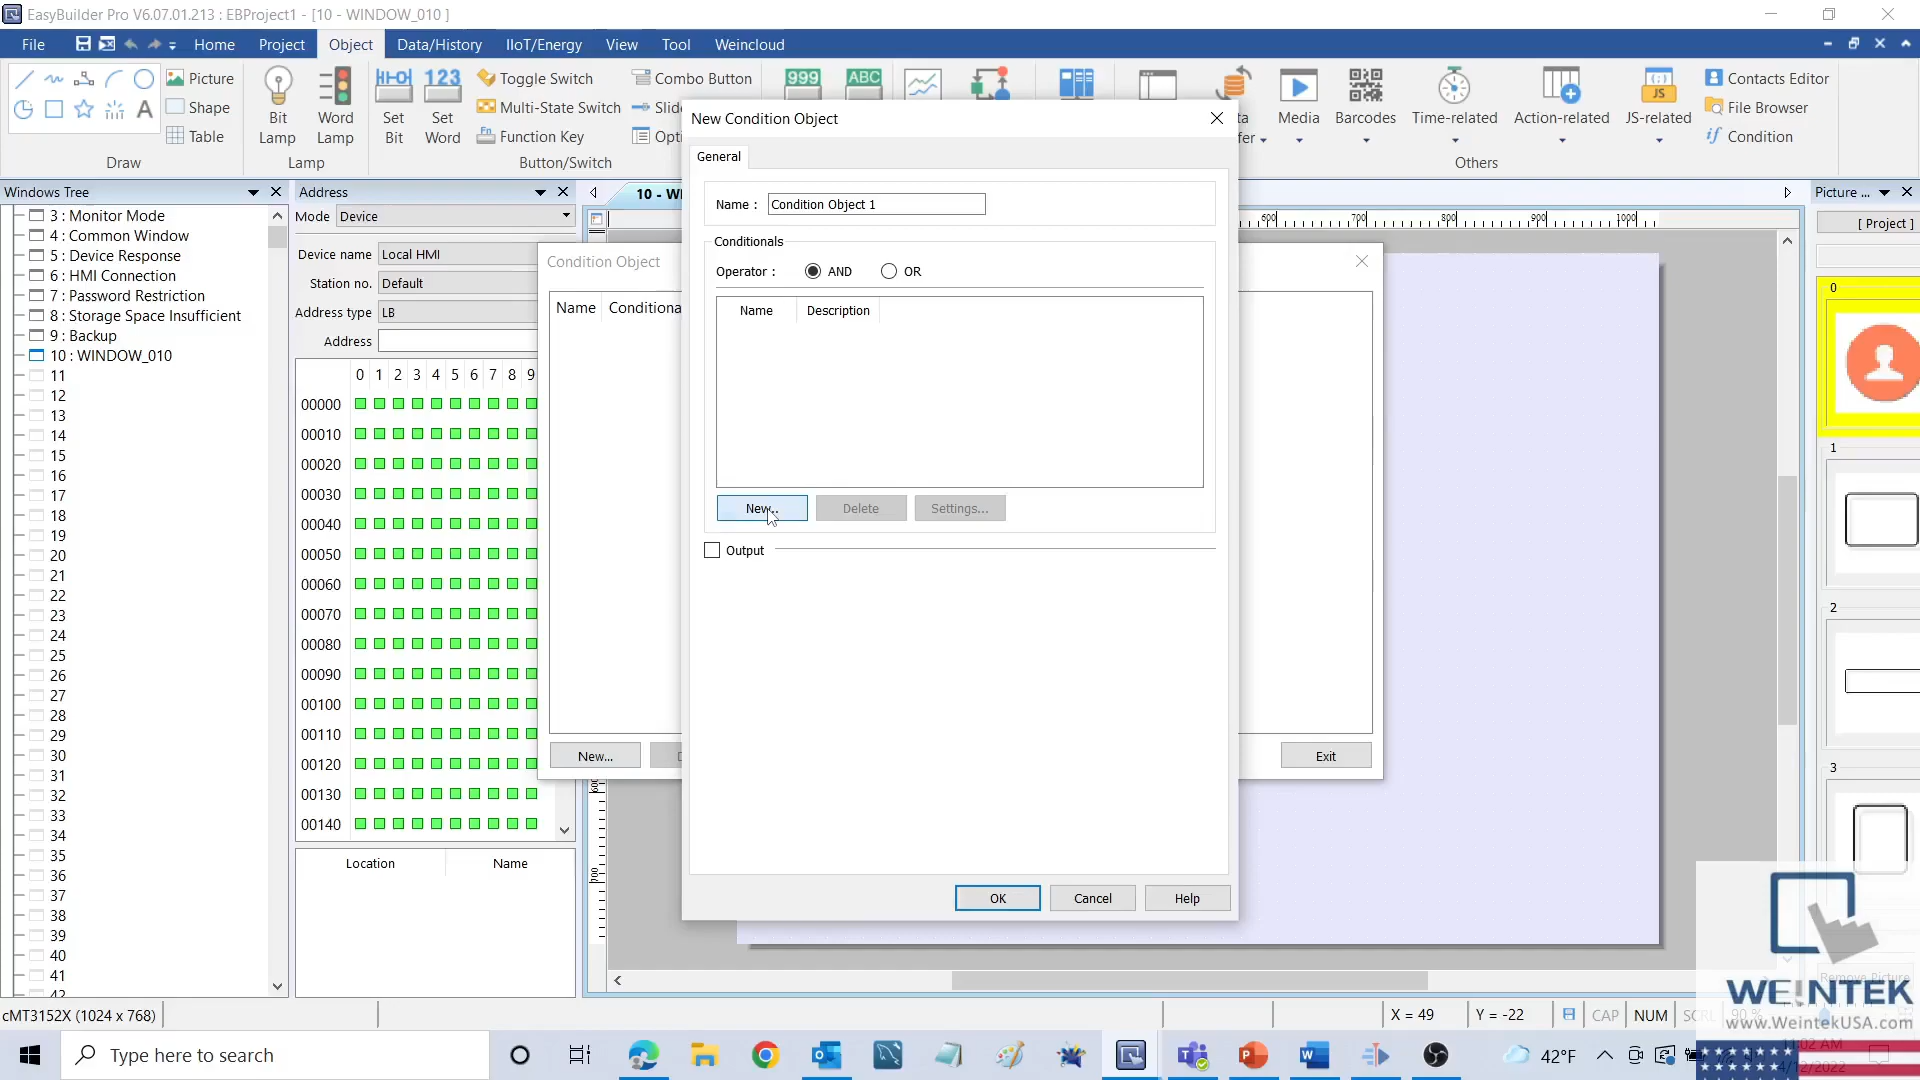 EasyBuilder Pro V6.07.01.213 : EBProject1 - [10 - WINDOW_010 ]
File Home Project Object Data/History IIoT/Energy View Tool Weincloud
Picture
Shape
Table
Draw
Bit Lamp
Word Lamp
Lamp
Set Bit
Set Word
Toggle Switch
Multi-State Switch
Function Key
Combo Button
Button/Switch
Media
Barcodes
Time-related
Action-related
JS-related
Contacts Editor
File Browser
Condition
Others
Windows Tree
3 : Monitor Mode
4 : Common Window
5 : Device Response
6 : HMI Connection
7 : Password Restriction
8 : Storage Space Insufficient
9 : Backup
10 : WINDOW_010
11
12
13
14
15
16
17
18
19
20
21
22
23
24
25
26
27
28
29
30
31
32
33
34
35
36
37
38
39
40
41
Address
Mode Device
Device name Local HMI
Station no. Default
Address type LB
Address
0 1 2 3 4 5 6 7 8 9
00000
00010
00020
00030
00040
00050
00060
00070
00080
00090
00100
00110
00120
00130
00140
Location Name
Condition Object
Name
New...
Exit
New Condition Object
General
Name : Condition Object 1
Conditionals
Operator : AND OR
Name Description
New... Delete Settings...
Output
OK Cancel Help
600 700 800 900 1000
Picture ...
[ Project ]
0
1
2
3
WEINTEK
www.WeintekUSA.com
cMT3152X (1024 x 768)
X = 49 Y = -22 CAP NUM
Type here to search
42°F